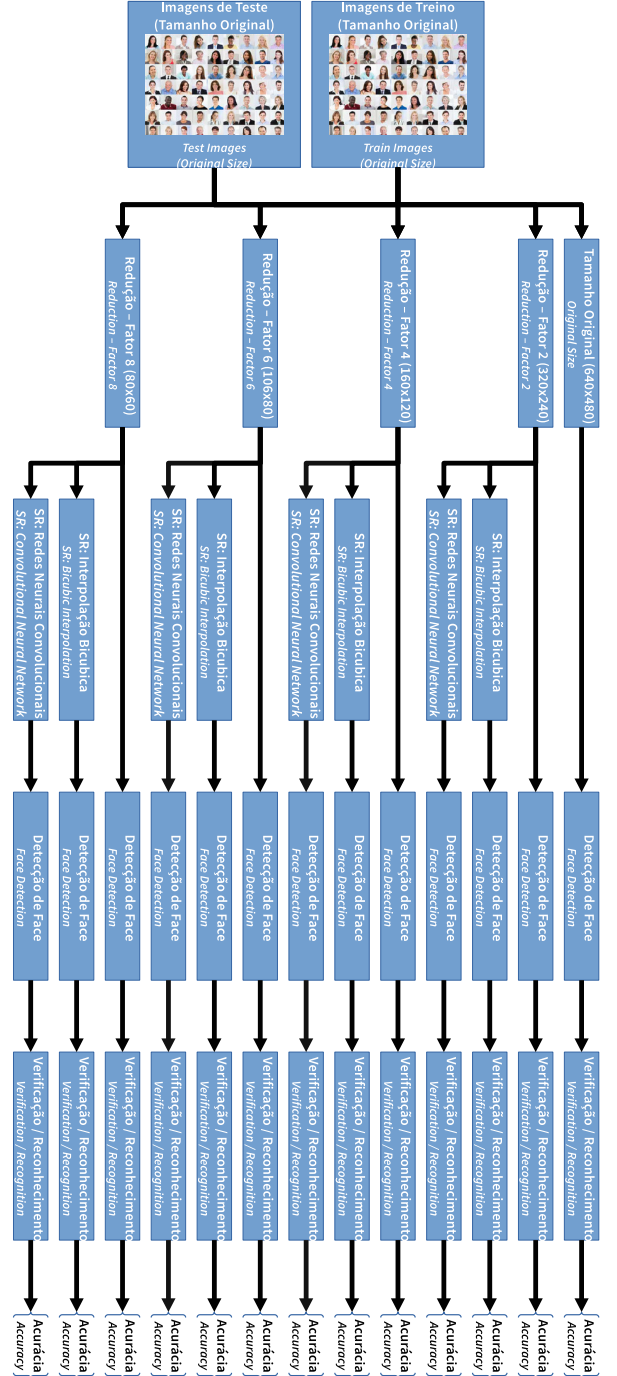 Imagens de Teste
(Tamanho Original)
Test Images
(Original Size)
Imagens de Treino
(Tamanho Original)
Train Images
(Original Size)
Redução – Fator 8 (80x60)
Reduction – Factor 8
Redução – Fator 6 (106x80)
Reduction – Factor 6
Redução – Fator 4 (160x120)
Reduction – Factor 4
Redução – Fator 2 (320x240)
Reduction – Factor 2
Tamanho Original (640x480)
Original Size
SR: Redes Neurais Convolucionais
SR: Convolutional Neural Network
SR: Interpolação Bicubica
SR: Bicubic Interpolation
SR: Redes Neurais Convolucionais
SR: Convolutional Neural Network
SR: Interpolação Bicubica
SR: Bicubic Interpolation
SR: Redes Neurais Convolucionais
SR: Convolutional Neural Network
SR: Interpolação Bicubica
SR: Bicubic Interpolation
SR: Redes Neurais Convolucionais
SR: Convolutional Neural Network
SR: Interpolação Bicubica
SR: Bicubic Interpolation
Detecção de Face
Face Detection
Detecção de Face
Face Detection
Detecção de Face
Face Detection
Detecção de Face
Face Detection
Detecção de Face
Face Detection
Detecção de Face
Face Detection
Detecção de Face
Face Detection
Detecção de Face
Face Detection
Detecção de Face
Face Detection
Detecção de Face
Face Detection
Detecção de Face
Face Detection
Detecção de Face
Face Detection
Detecção de Face
Face Detection
Verificação / Reconhecimento
Verification / Recognition
Verificação / Reconhecimento
Verification / Recognition
Verificação / Reconhecimento
Verification / Recognition
Verificação / Reconhecimento
Verification / Recognition
Verificação / Reconhecimento
Verification / Recognition
Verificação / Reconhecimento
Verification / Recognition
Verificação / Reconhecimento
Verification / Recognition
Verificação / Reconhecimento
Verification / Recognition
Verificação / Reconhecimento
Verification / Recognition
Verificação / Reconhecimento
Verification / Recognition
Verificação / Reconhecimento
Verification / Recognition
Verificação / Reconhecimento
Verification / Recognition
Verificação / Reconhecimento
Verification / Recognition
Acurácia
Accuracy
Acurácia
Accuracy
Acurácia
Accuracy
Acurácia
Accuracy
Acurácia
Accuracy
Acurácia
Accuracy
Acurácia
Accuracy
Acurácia
Accuracy
Acurácia
Accuracy
Acurácia
Accuracy
Acurácia
Accuracy
Acurácia
Accuracy
Acurácia
Accuracy